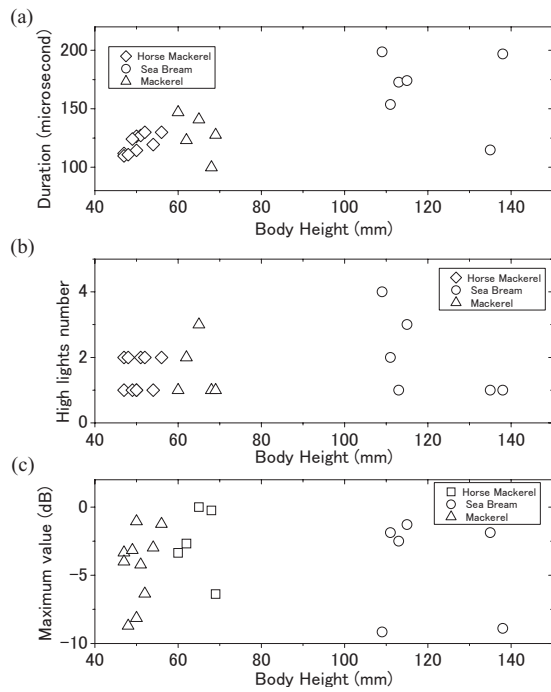 (a)
200
150
100
Duration (microsecond)
Horse Mackerel
Sea Bream
Mackerel
40 60 80 100 120 140
Body Height (mm)
(b)
4
2
0
High lights number
Horse Mackerel
Sea Bream
Mackerel
40 60 80 100 120 140
Body Height (mm)
(c)
0
-5
-10
Maximum value (dB)
Horse Mackerel
Sea Bream
Mackerel
40 60 80 100 120 140
Body Height (mm)